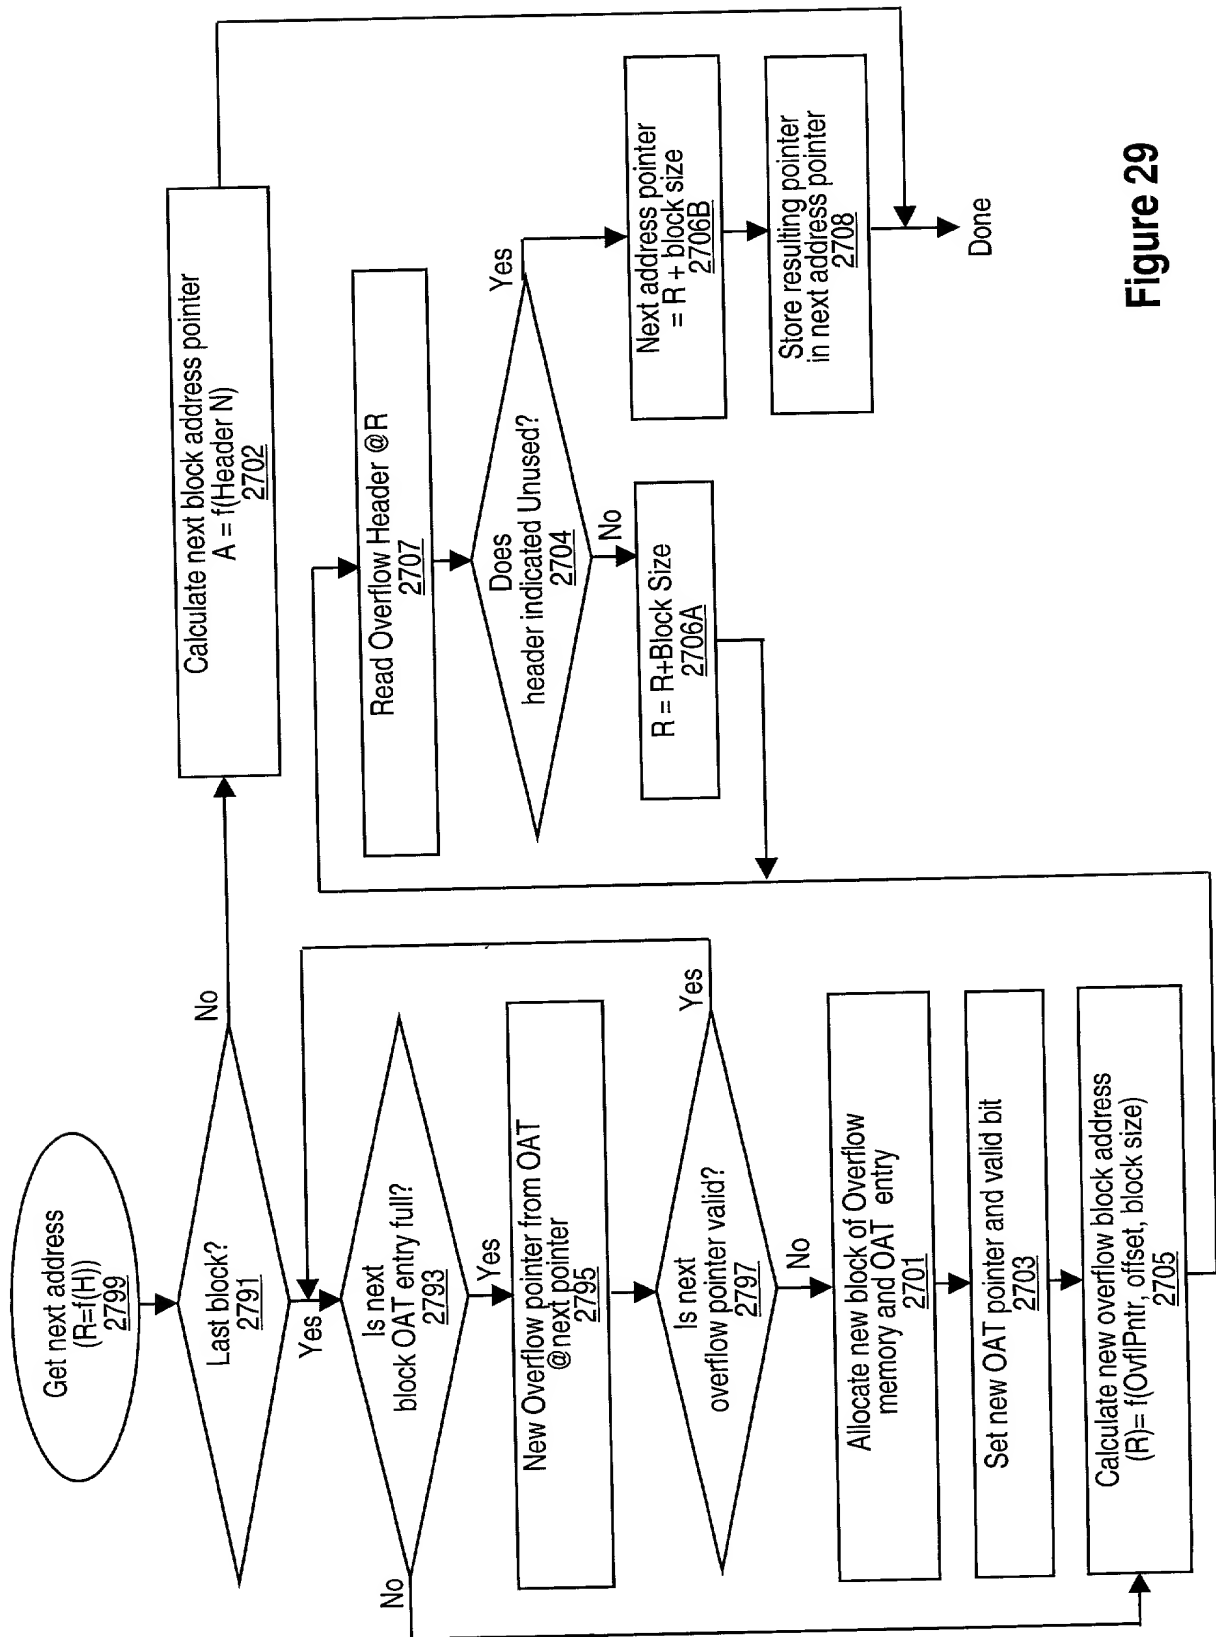 Get next address
(R=f(H))
2799
Last block?
2791
No
Yes
Is next
block OAT entry full?
2793
No
Yes
New Overflow pointer from OAT
@next pointer
2795
Is next
overflow pointer valid?
2797
Yes
No
Allocate new block of Overflow
memory and OAT entry
2701
Set new OAT pointer and valid bit
2703
Calculate new overflow block address
(R)= f(OvflPntr, offset, block size)
2705
Calculate next block address pointer
A = f(Header N)
2702
Read Overflow Header @R
2707
Does
header indicated Unused?
2704
Yes
No
R = R+Block Size
2706A
Next address pointer
= R + block size
2706B
Store resulting pointer
in next address pointer
2708
Done
Figure 29